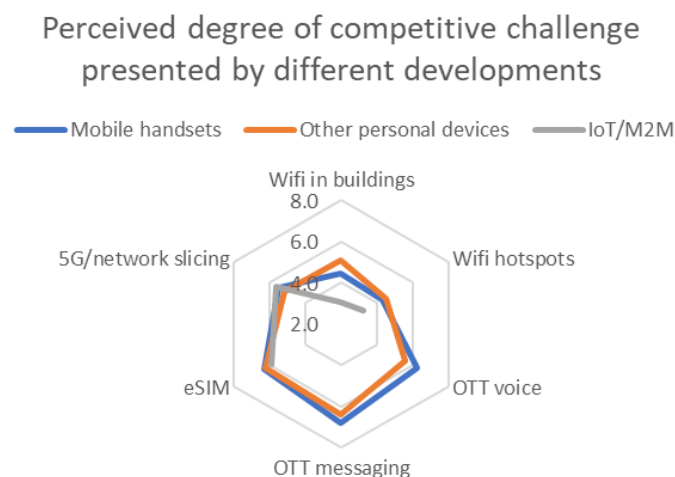 Perceived degree of competitive challenge
presented by different developments
Mobile handsets Other personal devices IoT/M2M
Wifi in buildings
8.0
6.0
5G/network slicing Wifi hotspots
4.0
2.0
eSIM OTT voice
OTT messaging